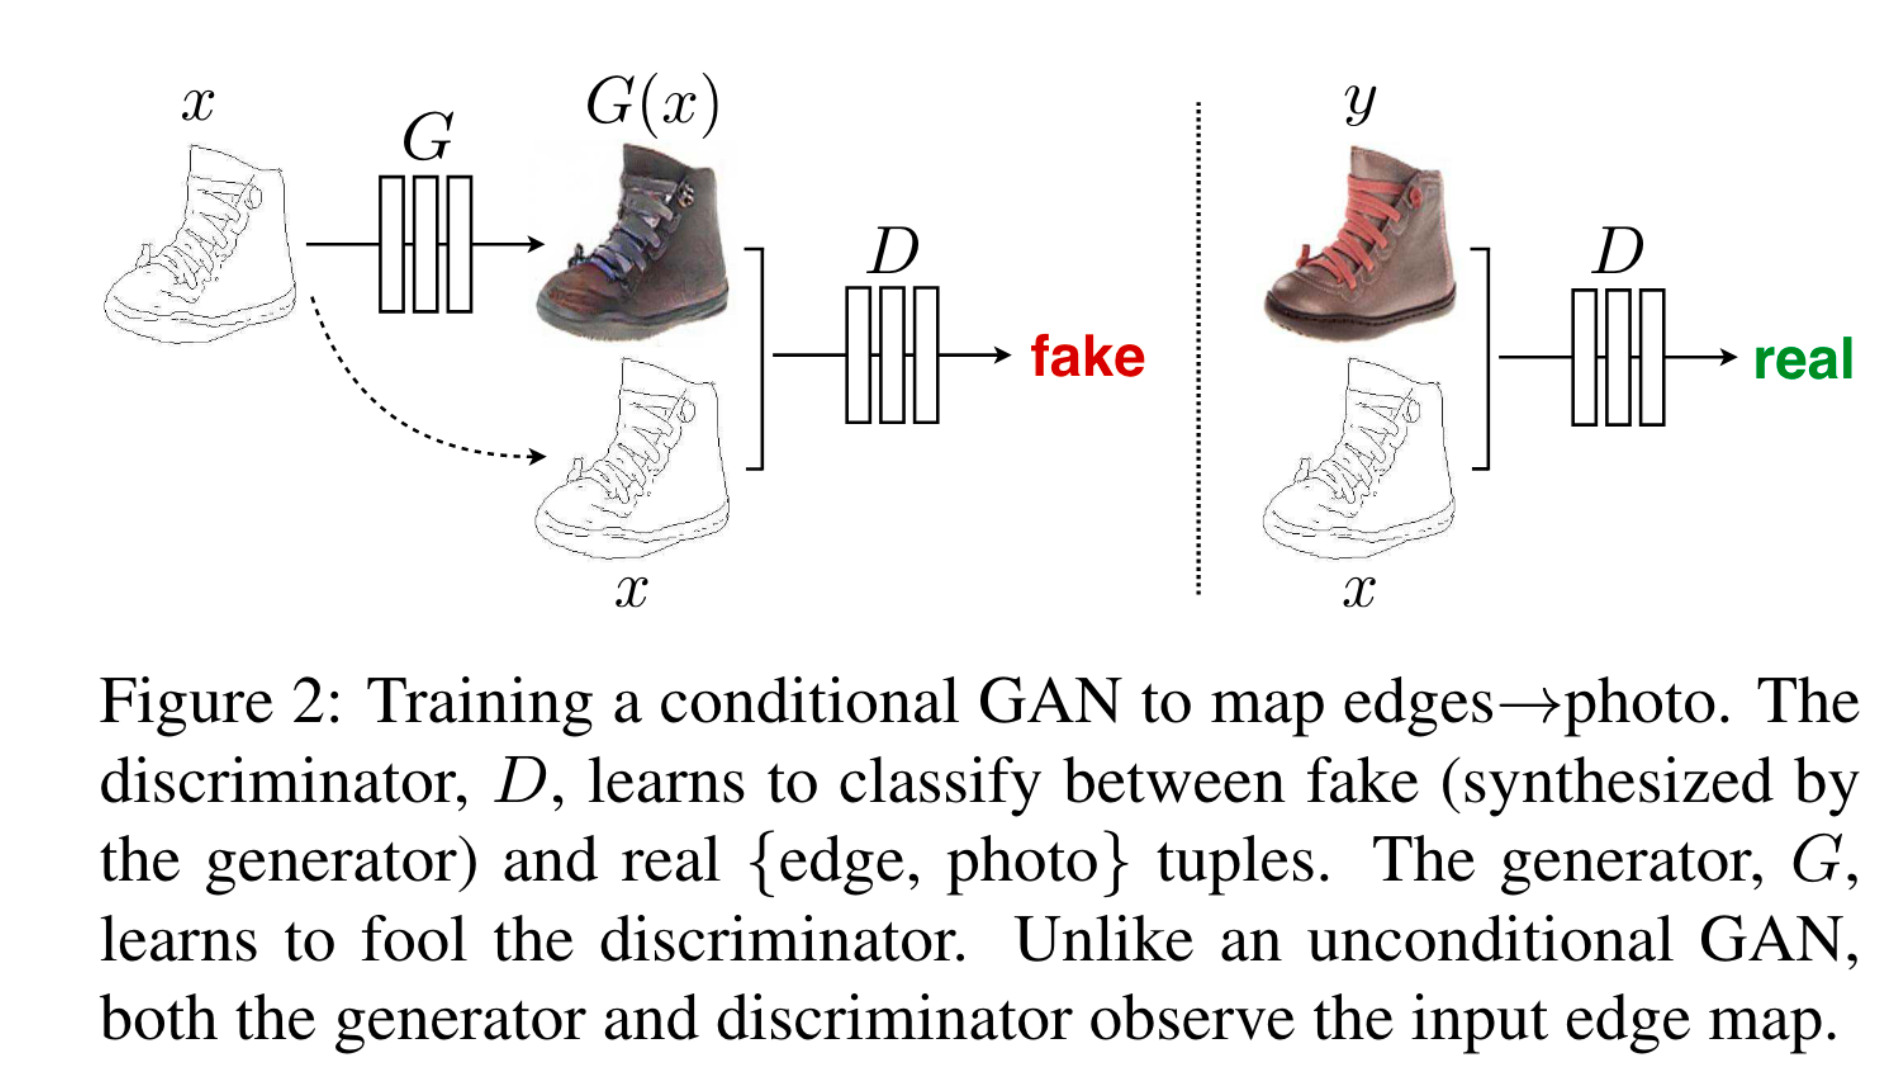 x
G
G(x)
D
fake
x
y
D
real
x
Figure 2: Training a conditional GAN to map edges→photo. The
discriminator, D, learns to classify between fake (synthesized by
the generator) and real {edge, photo} tuples. The generator, G,
learns to fool the discriminator. Unlike an unconditional GAN,
both the generator and discriminator observe the input edge map.